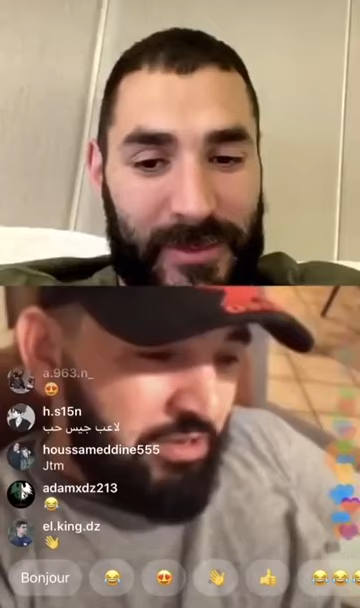 a.963.n_
😍
h.s15n
لاعب جيس حب
houssameddine555
Jtm
adamxdz213
😂
el.king.dz
👋
Bonjour 😂 😍 👋 👍 😂😂😂